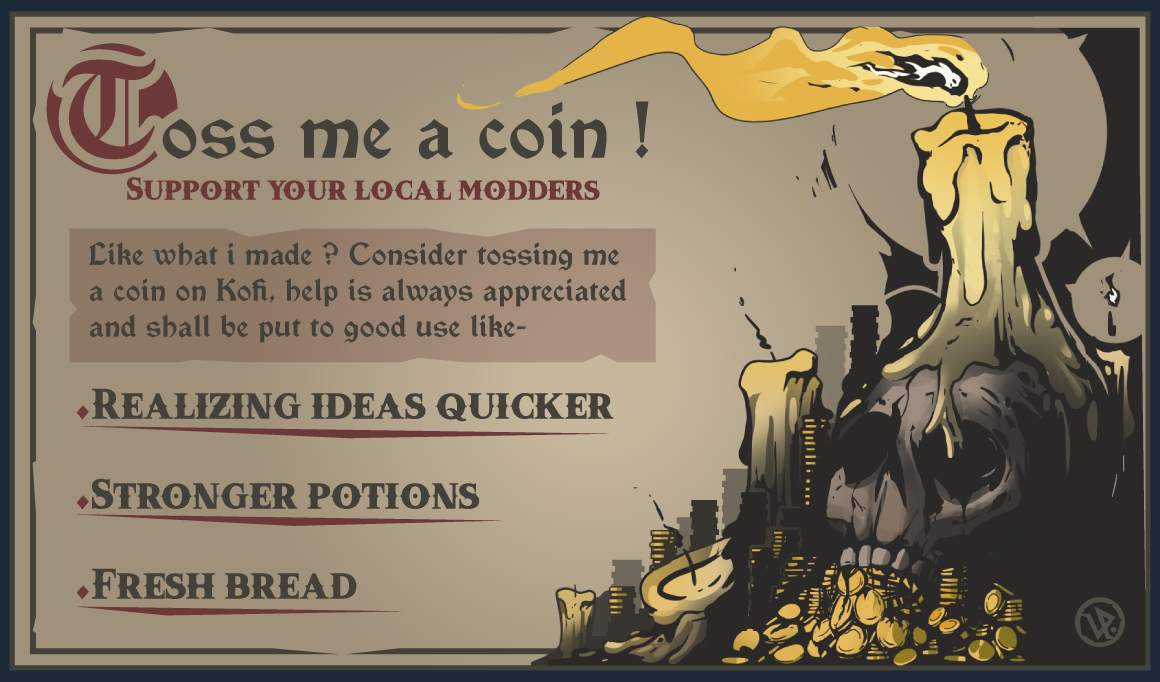 Toss me a coin !
Support your local modders
Like what i made ? Consider tossing me
a coin on Kofi, help is always appreciated
and shall be put to good use like-
Realizing ideas quicker
Stronger potions
Fresh bread